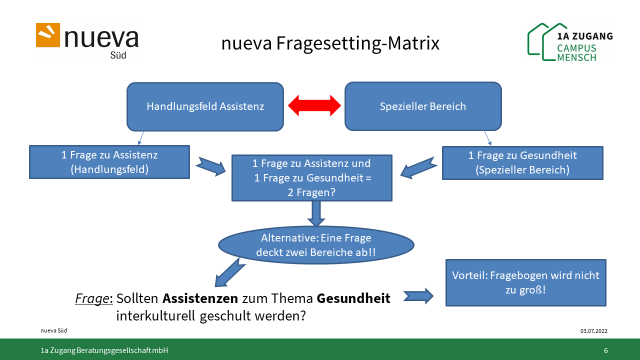 nueva
Süd
nueva Fragesetting-Matrix
1A ZUGANG
CAMPUS
MENSCH
Handlungsfeld Assistenz
Spezieller Bereich
1 Frage zu Assistenz
(Handlungsfeld)
1 Frage zu Assistenz und
1 Frage zu Gesundheit =
2 Fragen?
1 Frage zu Gesundheit
(Spezieller Bereich)
Alternative: Eine Frage
deckt zwei Bereiche ab!!
Frage: Sollten Assistenzen zum Thema Gesundheit
interkulturell geschult werden?
Vorteil: Fragebogen wird nicht
zu groß!
nueva Süd
03.07.2022
1a Zugang Beratungsgesellschaft mbH
6